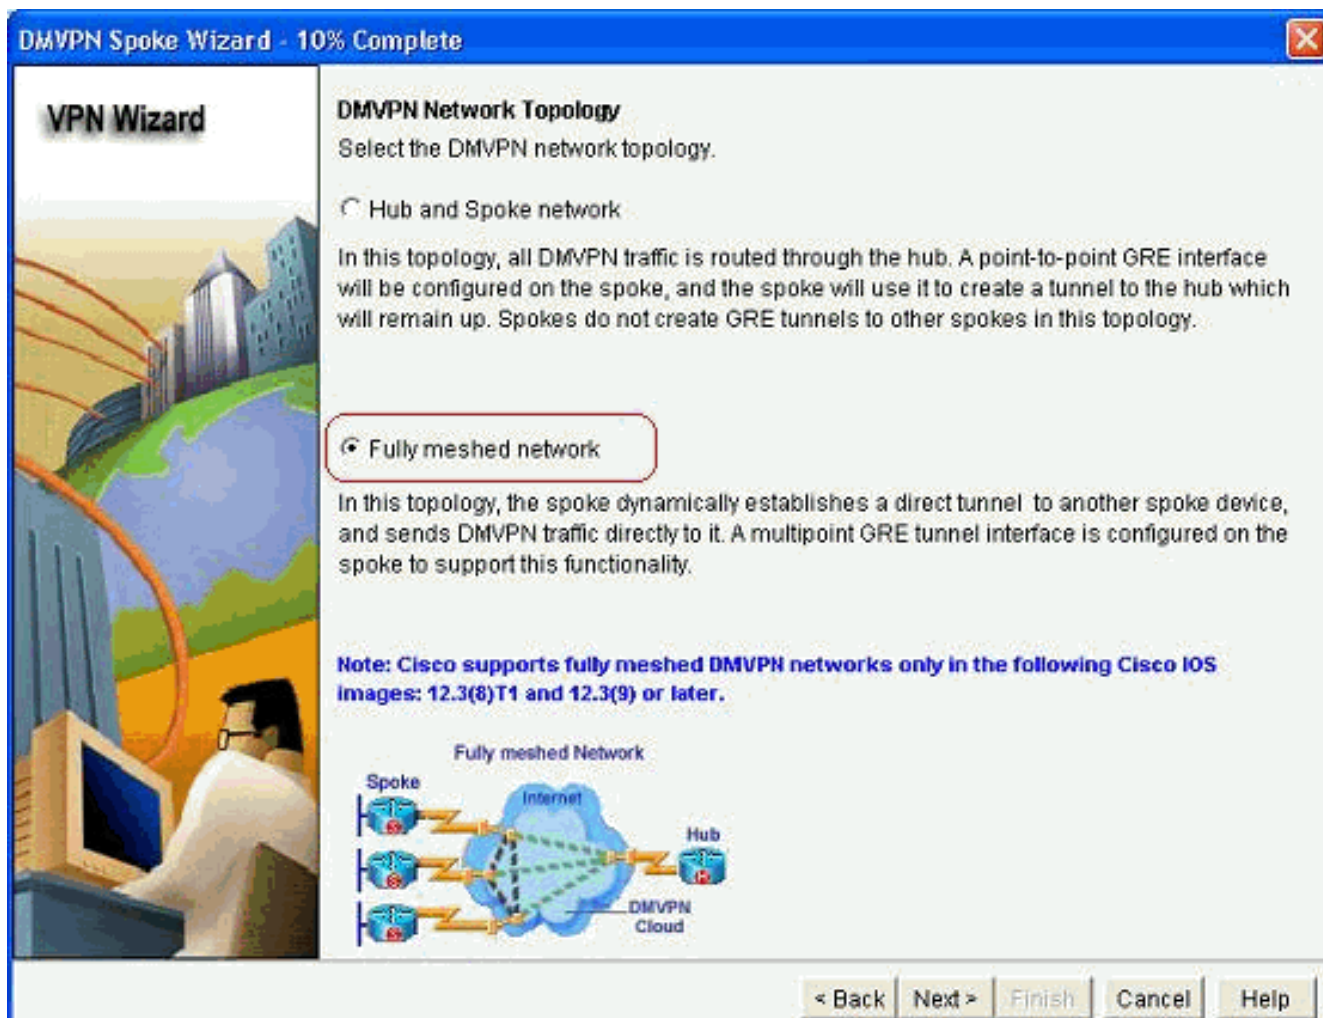 DMVPN Spoke Wizard - 10% Complete
VPN Wizard
DMVPN Network Topology
Select the DMVPN network topology.
Hub and Spoke network
In this topology, all DMVPN traffic is routed through the hub. A point-to-point GRE interface
will be configured on the spoke, and the spoke will use it to create a tunnel to the hub which
will remain up. Spokes do not create GRE tunnels to other spokes in this topology.
Fully meshed network
In this topology, the spoke dynamically establishes a direct tunnel to another spoke device,
and sends DMVPN traffic directly to it. A multipoint GRE tunnel interface is configured on the
spoke to support this functionality.
Note: Cisco supports fully meshed DMVPN networks only in the following Cisco IOS
images: 12.3(8)T1 and 12.3(9) or later.
Fully meshed Network
Spoke
Internet
Hub
S
S
S
H
DMVPN
Cloud
< Back
Next >
Finish
Cancel
Help